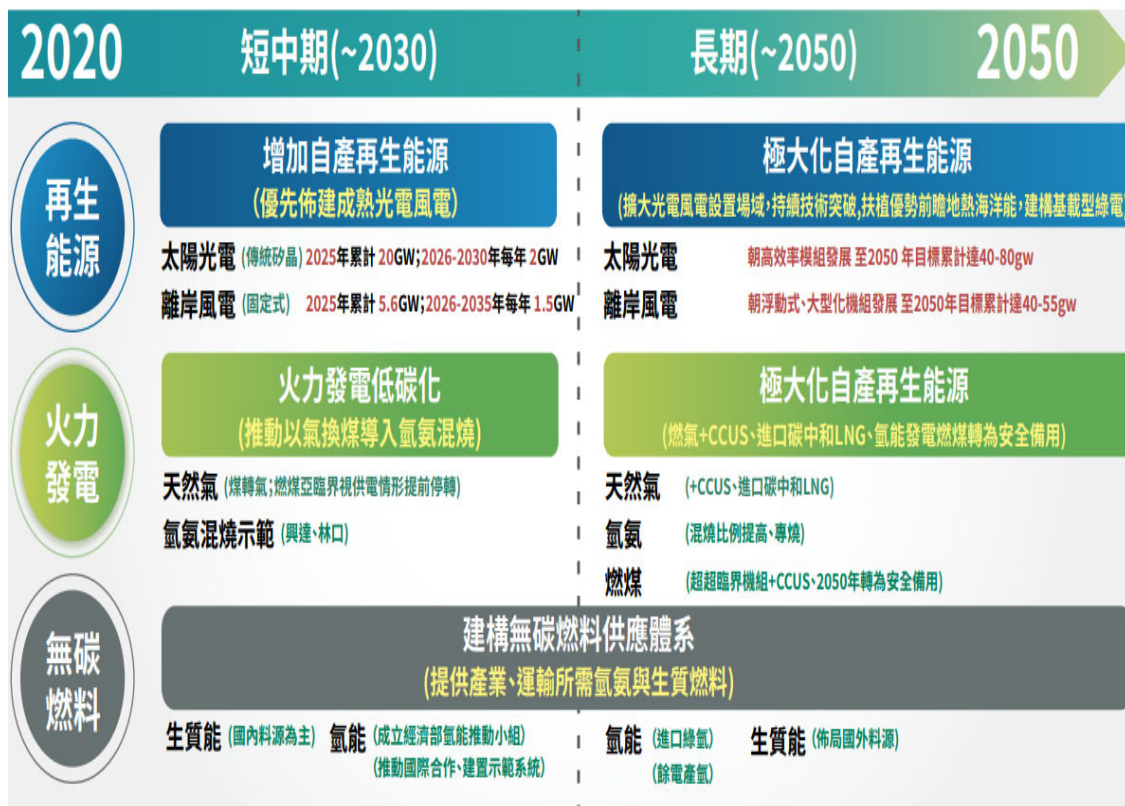 2020 短中期(~2030) 長期(~2050) 2050
再生
能源
增加自產再生能源
(優先佈建成熟光電風電)
太陽光電 (傳統矽晶) 2025年累計 20GW;2026-2030年每年 2GW
離岸風電 (固定式) 2025年累計 5.6GW;2026-2035年每年 1.5GW
極大化自產再生能源
(擴大光電風電設置場域,持續技術突破,扶植優勢前瞻地熱海洋能,建構基載型綠電)
太陽光電 朝高效率模組發展 至2050 年目標累計達40-80gw
離岸風電 朝浮動式、大型化機組發展 至2050年目標累計達40-55gw
火力
發電
火力發電低碳化
(推動以氣換煤導入氫氨混燒)
天然氣 (煤轉氣;燃煤亞臨界視供電情形提前停轉)
氫氨混燒示範 (興達、林口)
極大化自產再生能源
(燃氣+CCUS、進口碳中和LNG、氫能發電燃煤轉為安全備用)
天然氣 (+CCUS、進口碳中和LNG)
氫氨 (混燒比例提高、專燒)
燃煤 (超超臨界機組+CCUS、2050年轉為安全備用)
無碳
燃料
建構無碳燃料供應體系
(提供產業、運輸所需氫氨與生質燃料)
生質能 (國內料源為主) 氫能 (成立經濟部氫能推動小組)
(推動國際合作、建置示範系統)
氫能 (進口綠氫) 生質能 (佈局國外料源)
(餘電產氫)